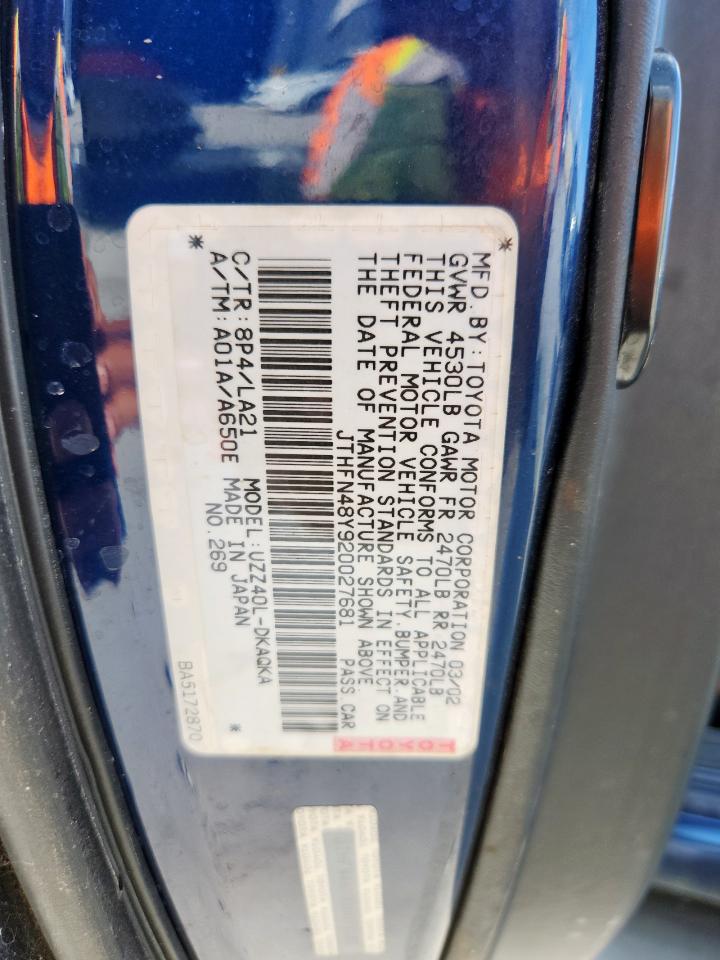 MFD.BY:TOYOTA MOTOR CORPORATION 03/02
GVWR 4530LB GAWR FR 2470LB RR 2470LB
THIS VEHICLE CONFORMS TO ALL APPLICABLE
FEDERAL MOTOR VEHICLE SAFETY,BUMPER,AND
THEFT PREVENTION STANDARDS IN EFFECT ON
THE DATE OF MANUFACTURE SHOWN ABOVE.
JTHFN48Y920027681 PASS.CAR
TOYOTA
C/TR:8P4/LA21 MODEL:UZZ40L-DKAQKA
A/TM:A01A/A650E MADE IN JAPAN
NO.269
BA5172870